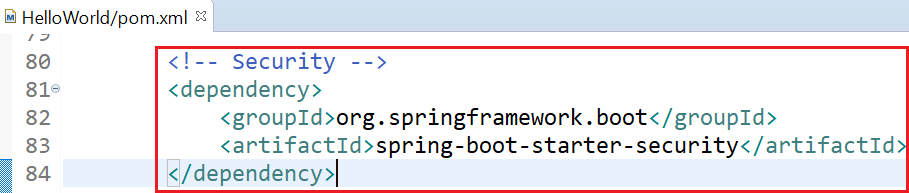 HelloWorld/pom.xml
79
80 <!-- Security -->
81 <dependency>
82 <groupId>org.springframework.boot</groupId>
83 <artifactId>spring-boot-starter-security</artifactId>
84 </dependency>